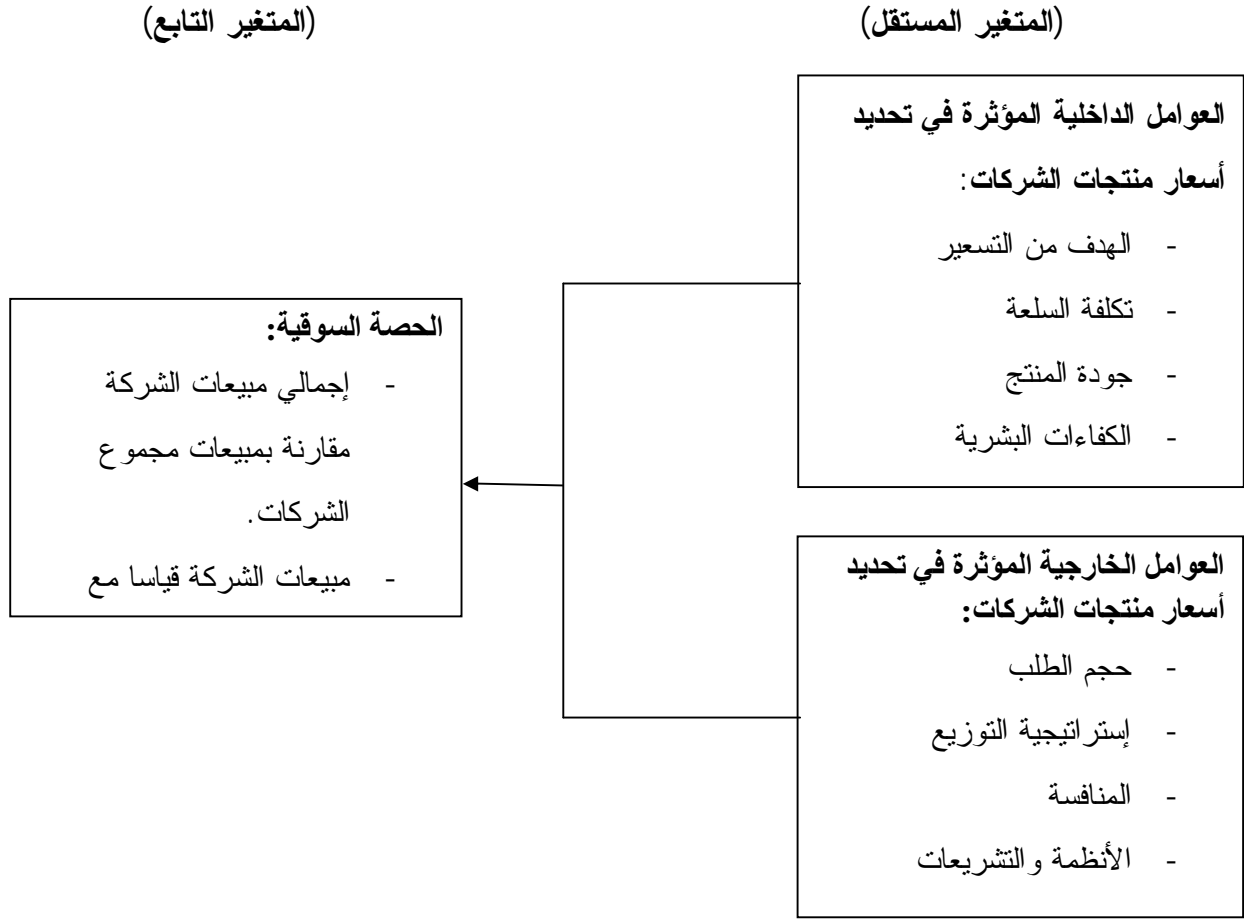 (المتغير المستقل)
(المتغير التابع)
العوامل الداخلية المؤثرة في تحديد
أسعار منتجات الشركات:
- الهدف من التسعير
- تكلفة السلعة
- جودة المنتج
- الكفاءات البشرية
العوامل الخارجية المؤثرة في تحديد
أسعار منتجات الشركات:
- حجم الطلب
- إستراتيجية التوزيع
- المنافسة
- الأنظمة والتشريعات
الحصة السوقية:
- إجمالي مبيعات الشركة
مقارنة بمبيعات مجموع
الشركات.
- مبيعات الشركة قياسا مع